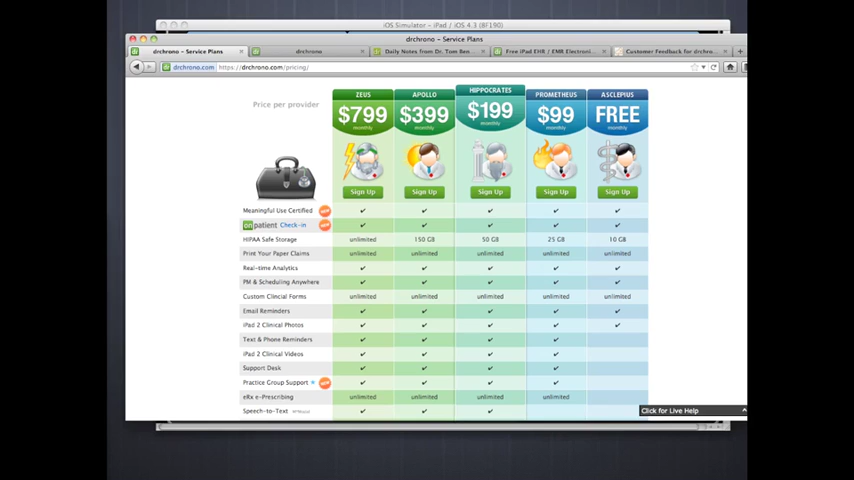 iOS Simulator – iPad / iOS 4.3 (8F190)
drchrono – Service Plans
drchrono – Service Plans
drchrono
Daily Notes from Dr. Tom Ben...
Free iPad EHR / EMR Electroni...
Customer Feedback for drchro...
drchrono.com
https://drchrono.com/pricing/
Price per provider
ZEUS APOLLO HIPPOCRATES PROMETHEUS ASCLEPIUS
$799 $399 $199 $99 FREE
monthly monthly monthly monthly monthly
Sign Up Sign Up Sign Up Sign Up Sign Up
Meaningful Use Certified NEW ✔ ✔ ✔ ✔ ✔
onpatient Check-in NEW ✔ ✔ ✔ ✔ ✔
HIPAA Safe Storage unlimited 150 GB 50 GB 25 GB 10 GB
Print Your Paper Claims unlimited unlimited unlimited unlimited unlimited
Real-time Analytics ✔ ✔ ✔ ✔ ✔
PM & Scheduling Anywhere ✔ ✔ ✔ ✔ ✔
Custom Clincial Forms unlimited unlimited unlimited unlimited unlimited
Email Reminders ✔ ✔ ✔ ✔ ✔
iPad 2 Clinical Photos ✔ ✔ ✔ ✔ ✔
Text & Phone Reminders ✔ ✔ ✔ ✔
iPad 2 Clinical Videos ✔ ✔ ✔ ✔
Support Desk ✔ ✔ ✔ ✔
Practice Group Support NEW ✔ ✔ ✔ ✔
eRx e-Prescribing unlimited unlimited unlimited unlimited
Speech-to-Text ✔ ✔ ✔ ✔
Click for Live Help